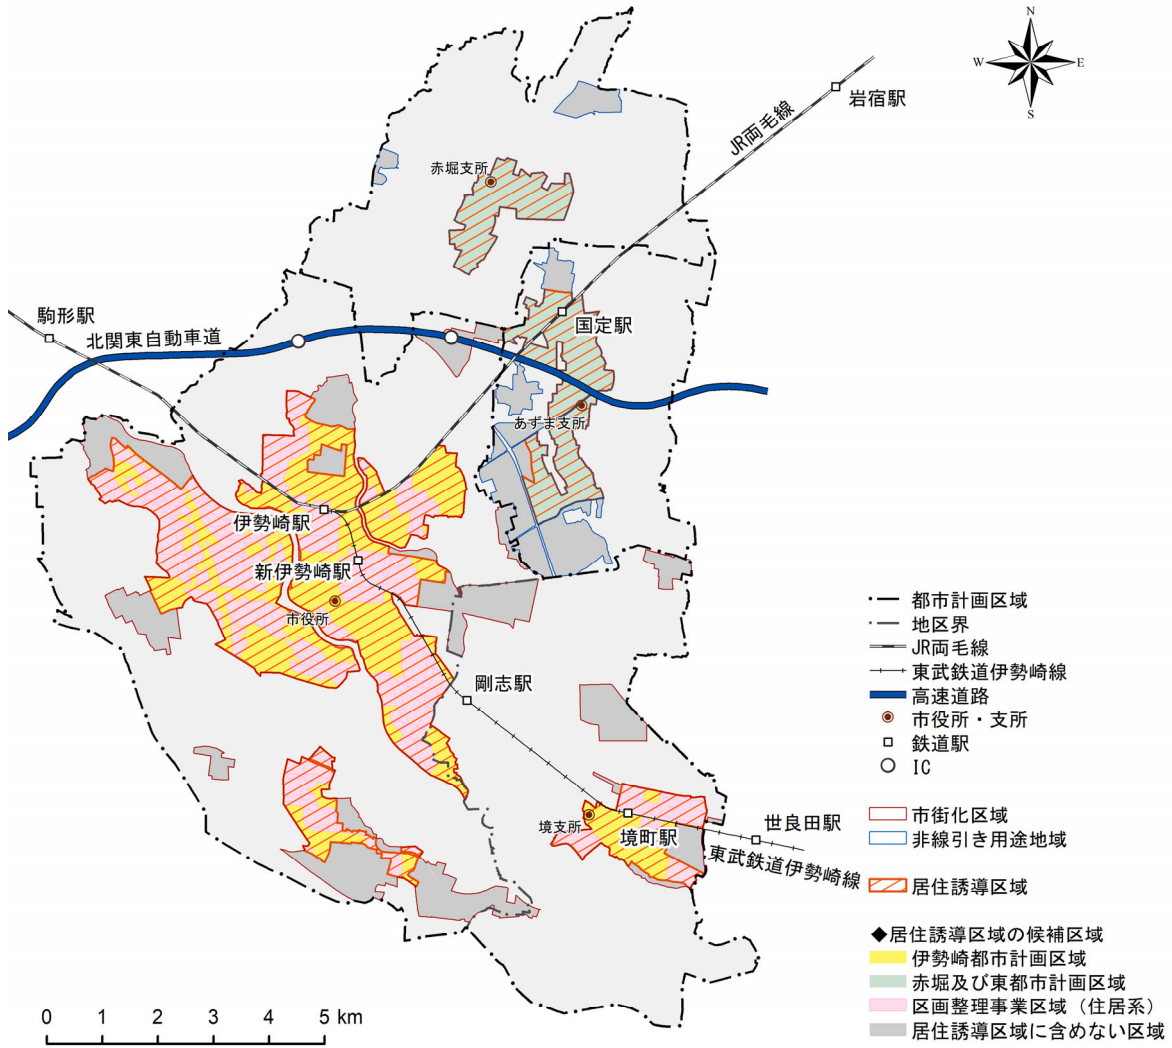 N
W
E
S
岩宿駅
JR両毛線
赤堀支所
国定駅
駒形駅
北関東自動車道
あずま支所
伊勢崎駅
新伊勢崎駅
市役所
剛志駅
境支所
境町駅
世良田駅
東武鉄道伊勢崎線
都市計画区域
地区界
JR両毛線
東武鉄道伊勢崎線
高速道路
市役所・支所
鉄道駅
IC
市街化区域
非線引き用途地域
居住誘導区域
◆居住誘導区域の候補区域
伊勢崎都市計画区域
赤堀及び東都市計画区域
区画整理事業区域（住居系）
居住誘導区域に含めない区域
0 1 2 3 4 5 km